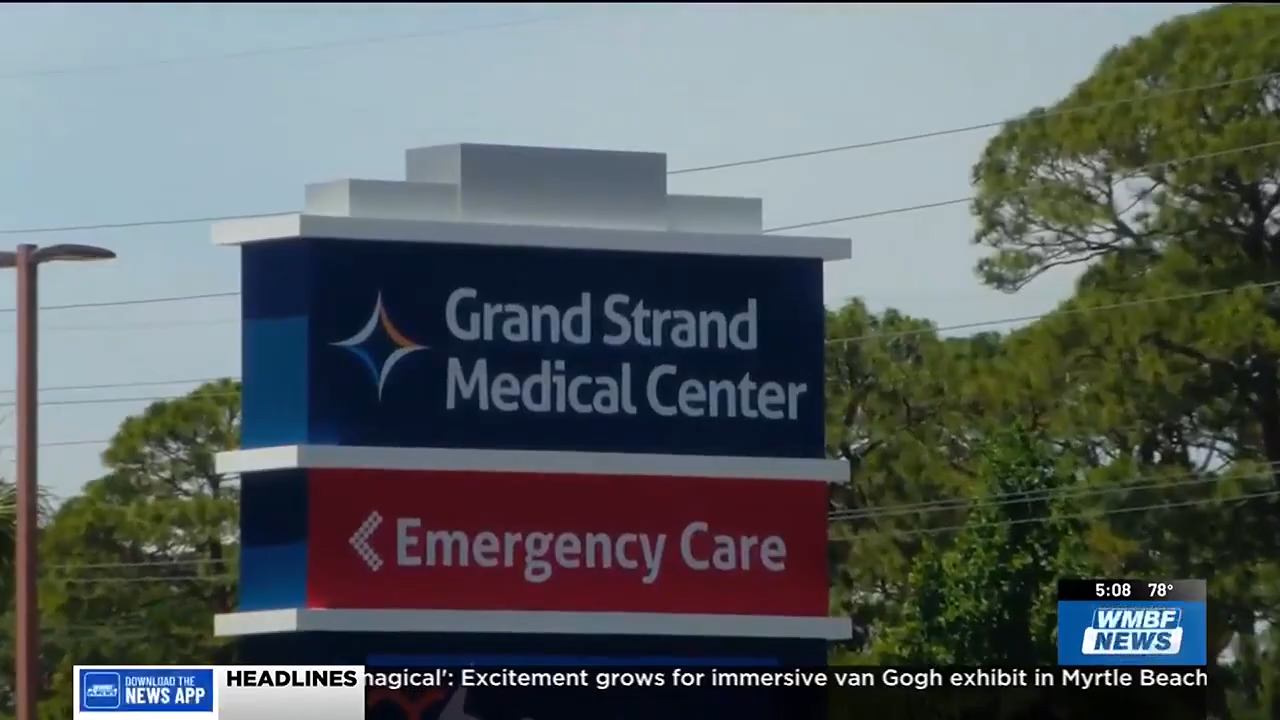 Grand Strand
Medical Center
Emergency Care
5:08 78°
WMBF
NEWS
DOWNLOAD THE
NEWS APP
HEADLINES
nagical': Excitement grows for immersive van Gogh exhibit in Myrtle Beach